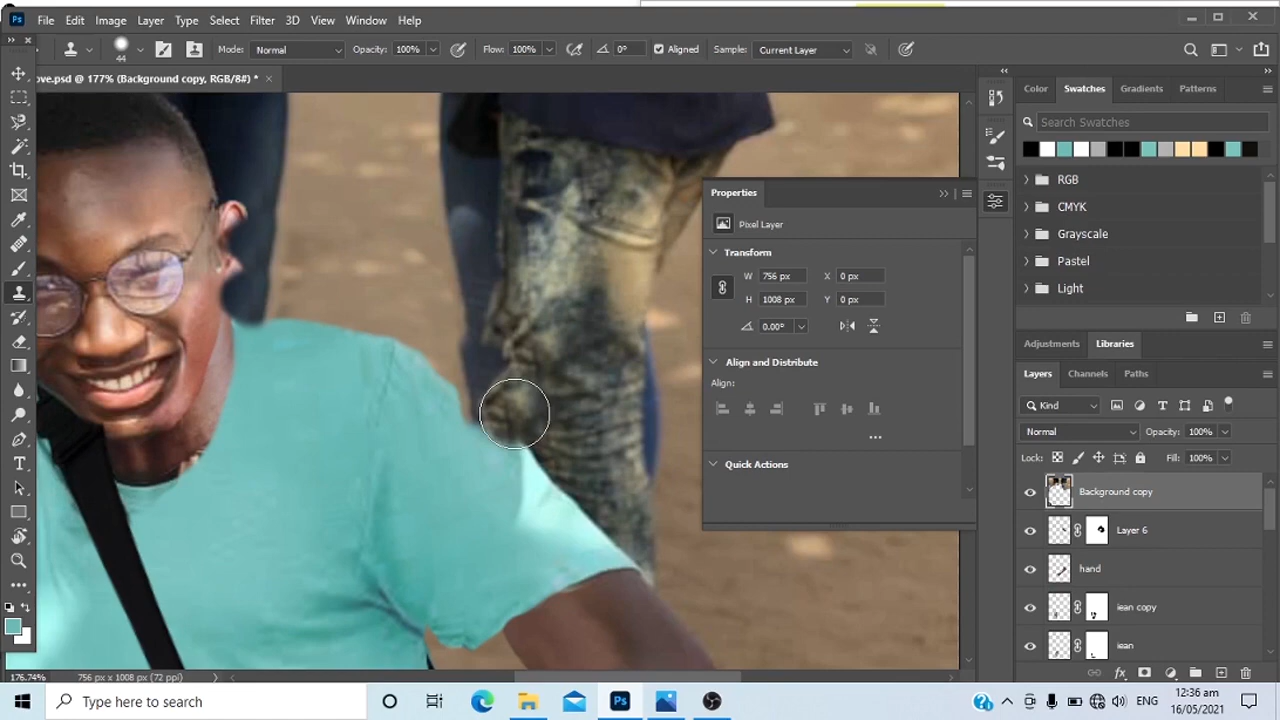 Ps File Edit Image Layer Type Select Filter 3D View Window Help
44 Mode: Normal Opacity: 100% Flow: 100% 0° Aligned Sample: Current Layer
ove.psd @ 177% (Background copy, RGB/8#) *
Color Swatches Gradients Patterns
Search Swatches
RGB
CMYK
Grayscale
Pastel
Light
Properties
Pixel Layer
Transform
W 756 px X 0 px
H 1008 px Y 0 px
0.00°
Align and Distribute
Align:
Quick Actions
Adjustments Libraries
Layers Channels Paths
Kind
Normal Opacity: 100%
Lock: Fill: 100%
Background copy
Layer 6
hand
jean copy
jean
fx
176.74% 756 px x 1008 px (72 ppi)
Type here to search
Ps
ENG
12:36 am
16/05/2021